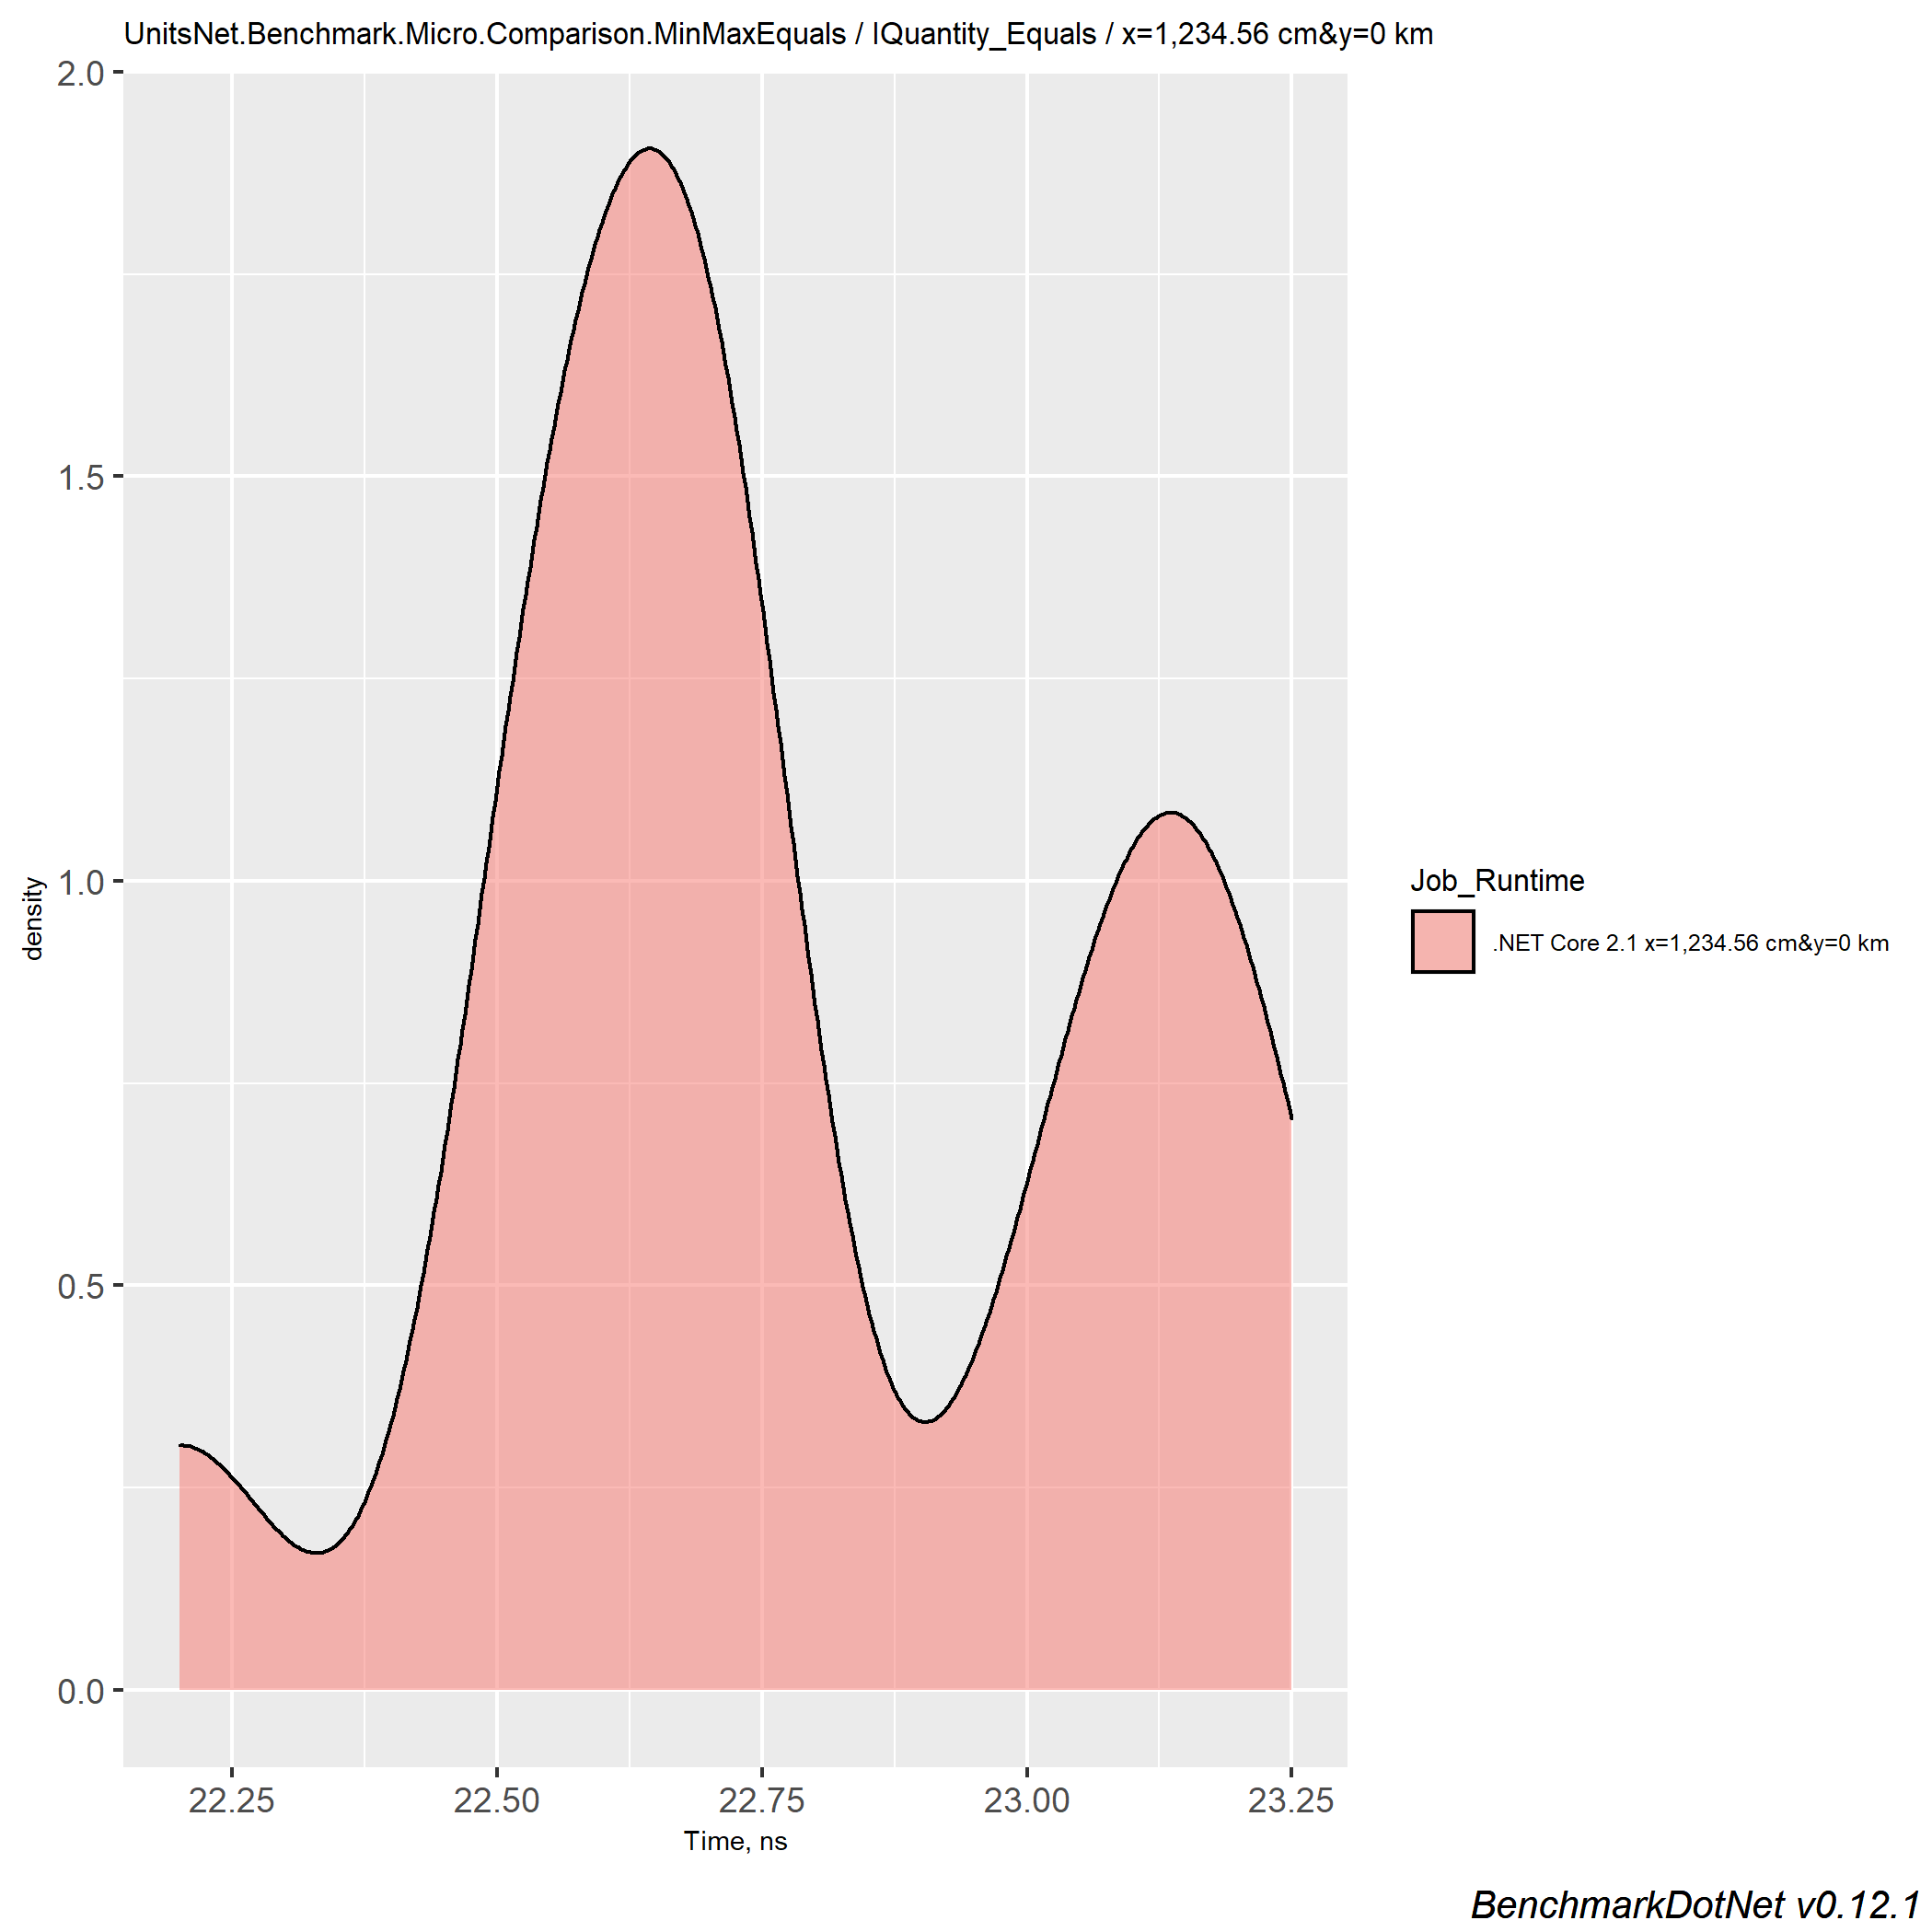 UnitsNet.Benchmark.Micro.Comparison.MinMaxEquals / IQuantity_Equals / x=1,234.56 cm&y=0 km
2.0
1.5
1.0
0.5
0.0
density
22.25 22.50 22.75 23.00 23.25
Time, ns
Job_Runtime
.NET Core 2.1 x=1,234.56 cm&y=0 km
BenchmarkDotNet v0.12.1